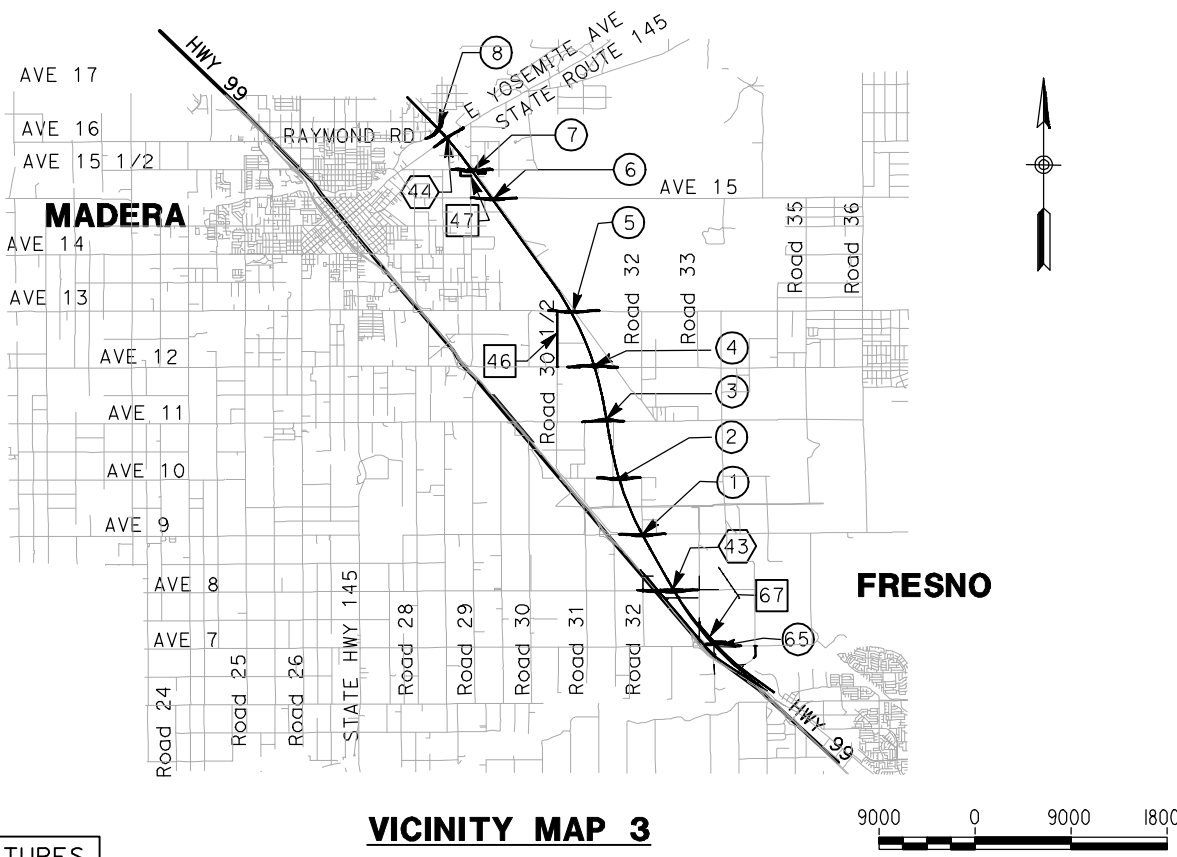 HWY 99
8
E YOSEMITE AVE
STATE ROUTE 145
AVE 17
AVE 16
RAYMOND RD
7
AVE 15 1/2
6
44
AVE 15
MADERA
47
5
Road 35
Road 36
AVE 14
Road 32
Road 33
AVE 13
Road 30 1/2
4
AVE 12
46
3
AVE 11
2
AVE 10
1
AVE 9
43
AVE 8
FRESNO
67
STATE HWY 145
Road 28
Road 29
Road 30
Road 31
Road 32
AVE 7
65
Road 24
Road 25
Road 26
HWY 99
VICINITY MAP 3
9000 0 9000 1800
TURES